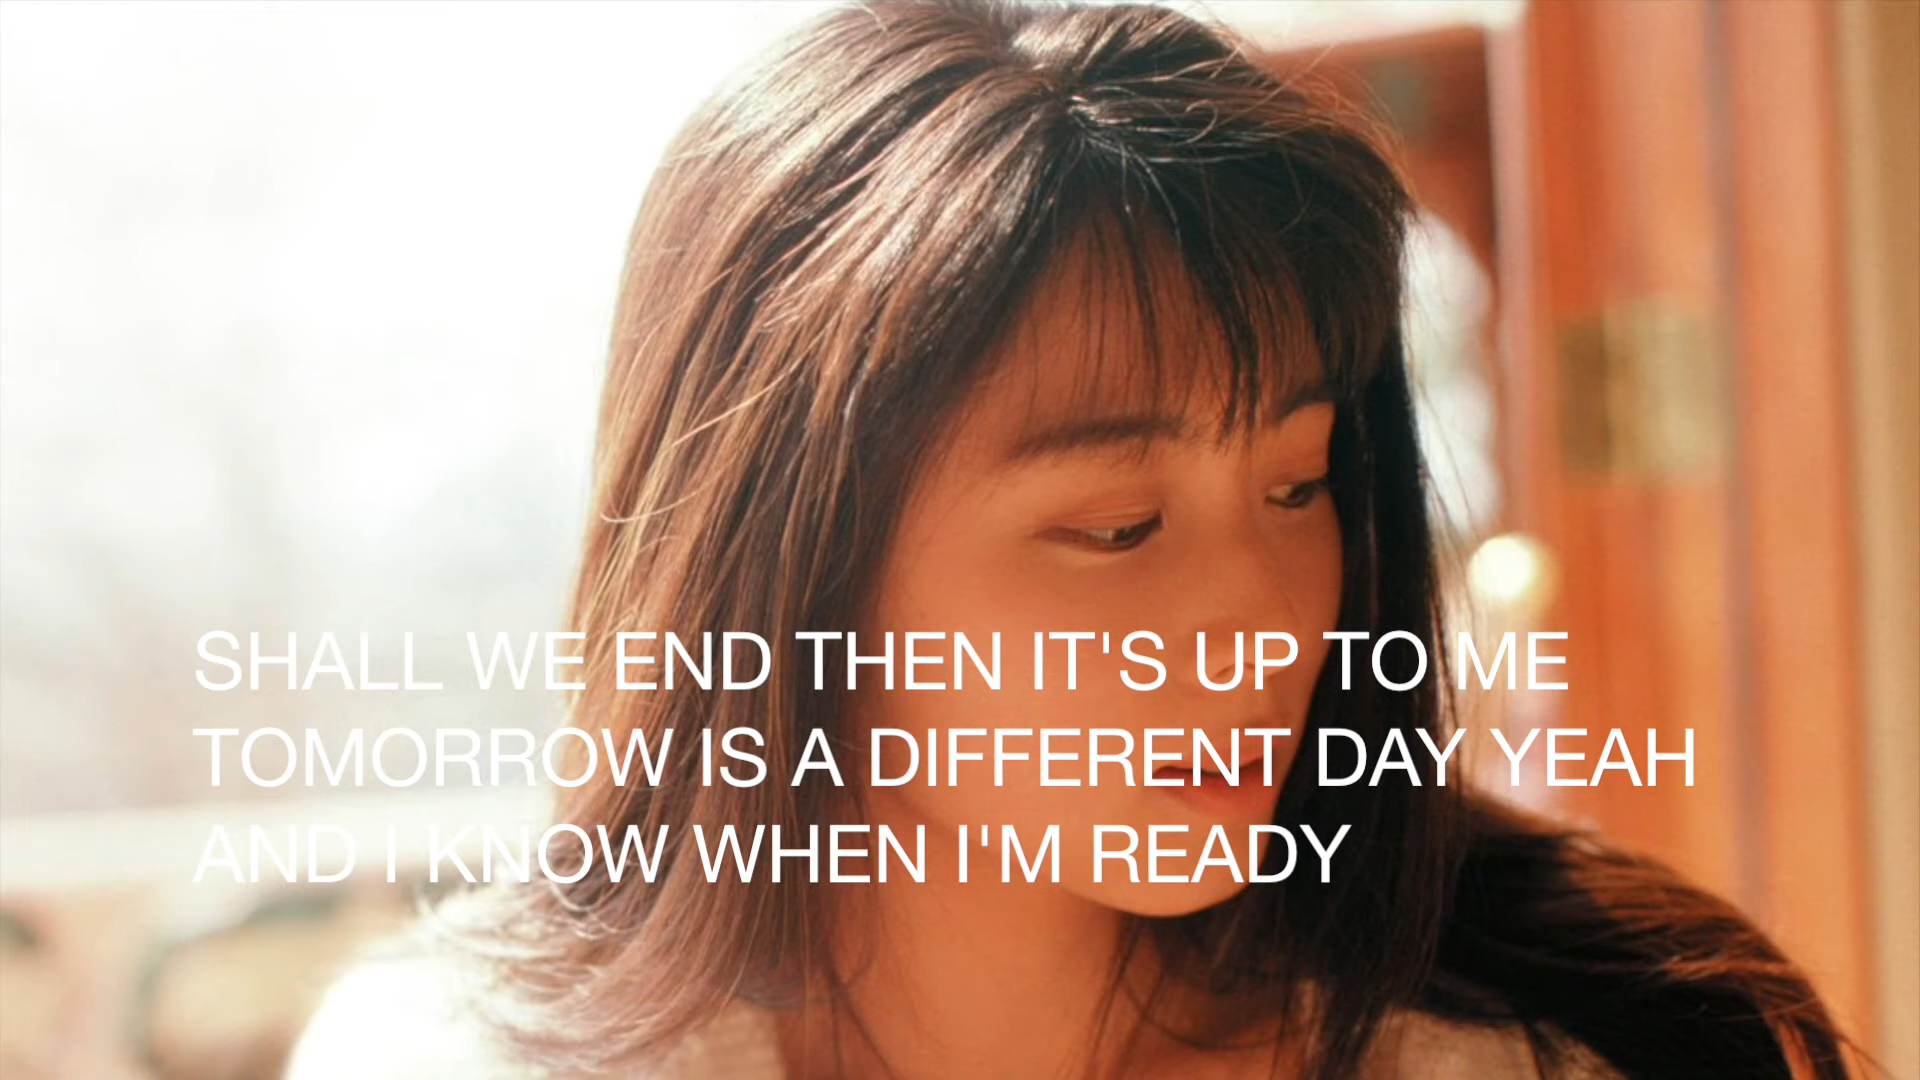 SHALL WE END THEN IT'S UP TO ME
TOMORROW IS A DIFFERENT DAY YEAH
AND I KNOW WHEN I'M READY